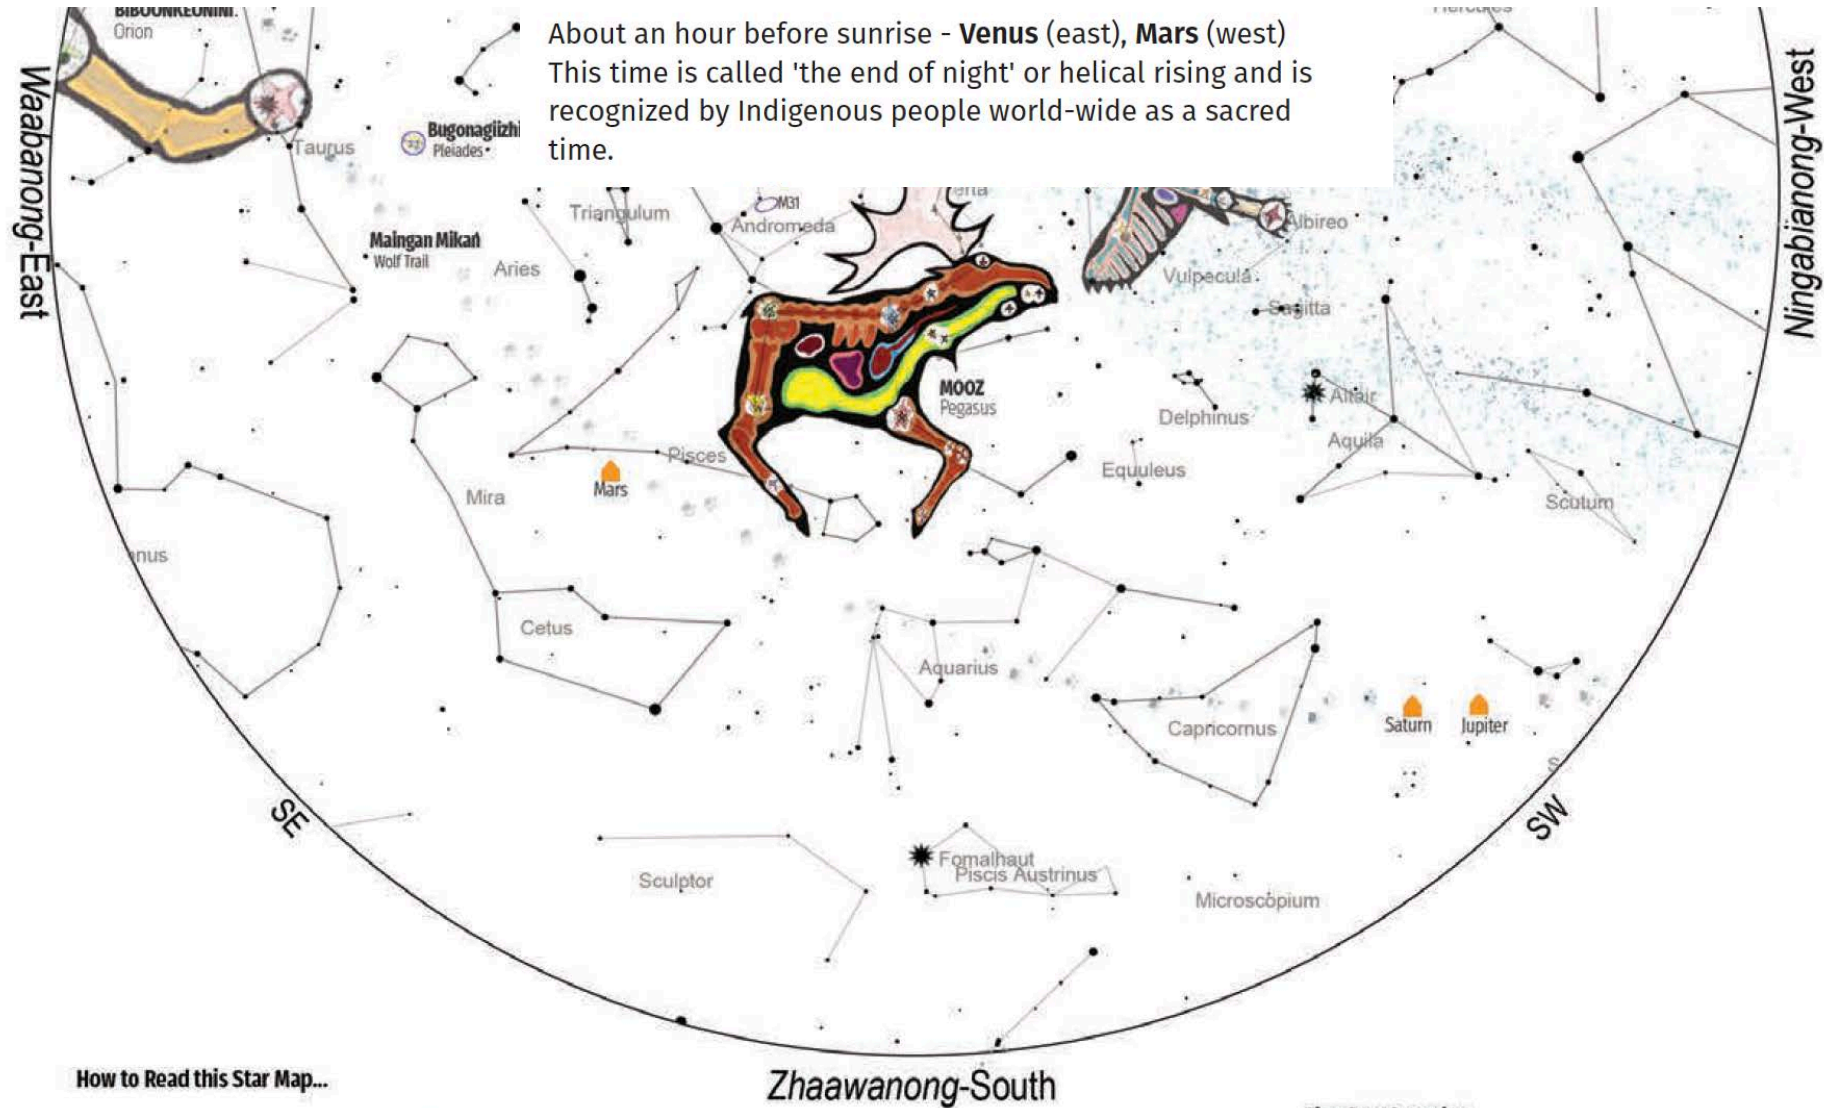 About an hour before sunrise - Venus (east), Mars (west)
This time is called 'the end of night' or helical rising and is
recognized by Indigenous people world-wide as a sacred
time.
BIBOONKEONINI
Orion
Hercules
Taurus
Bugonagiizhi
Pleiades
Waabanong-East
Ningabianong-West
Maingan Mikan
Wolf Trail
Triangulum
M31
Andromeda
erta
Albireo
Aries
Vulpecula
Sagitta
MOOZ
Pegasus
Delphinus
Altair
Aquila
Pisces
Mars
Mira
Equuleus
Scutum
nus
Cetus
Aquarius
Capricornus
Saturn
Jupiter
SE
SW
Sculptor
Fomalhaut
Piscis Austrinus
Microscopium
How to Read this Star Map...
Zhaawanong-South